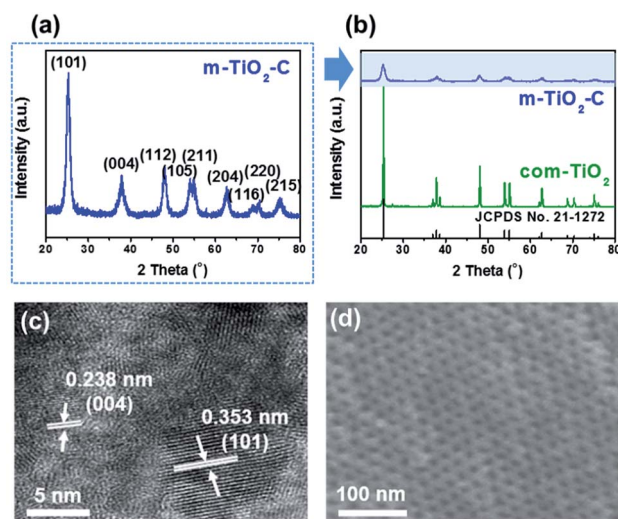 (a)
m-TiO₂-C
(101)
(004)
(112)
(105)
(211)
(204)
(116)
(220)
(215)
Intensity (a.u.)
20 30 40 50 60 70 80
2 Theta (°)
(b)
m-TiO₂-C
com-TiO₂
JCPDS No. 21-1272
Intensity (a.u.)
20 30 40 50 60 70 80
2 Theta (°)
(c)
0.238 nm
(004)
0.353 nm
(101)
5 nm
(d)
100 nm